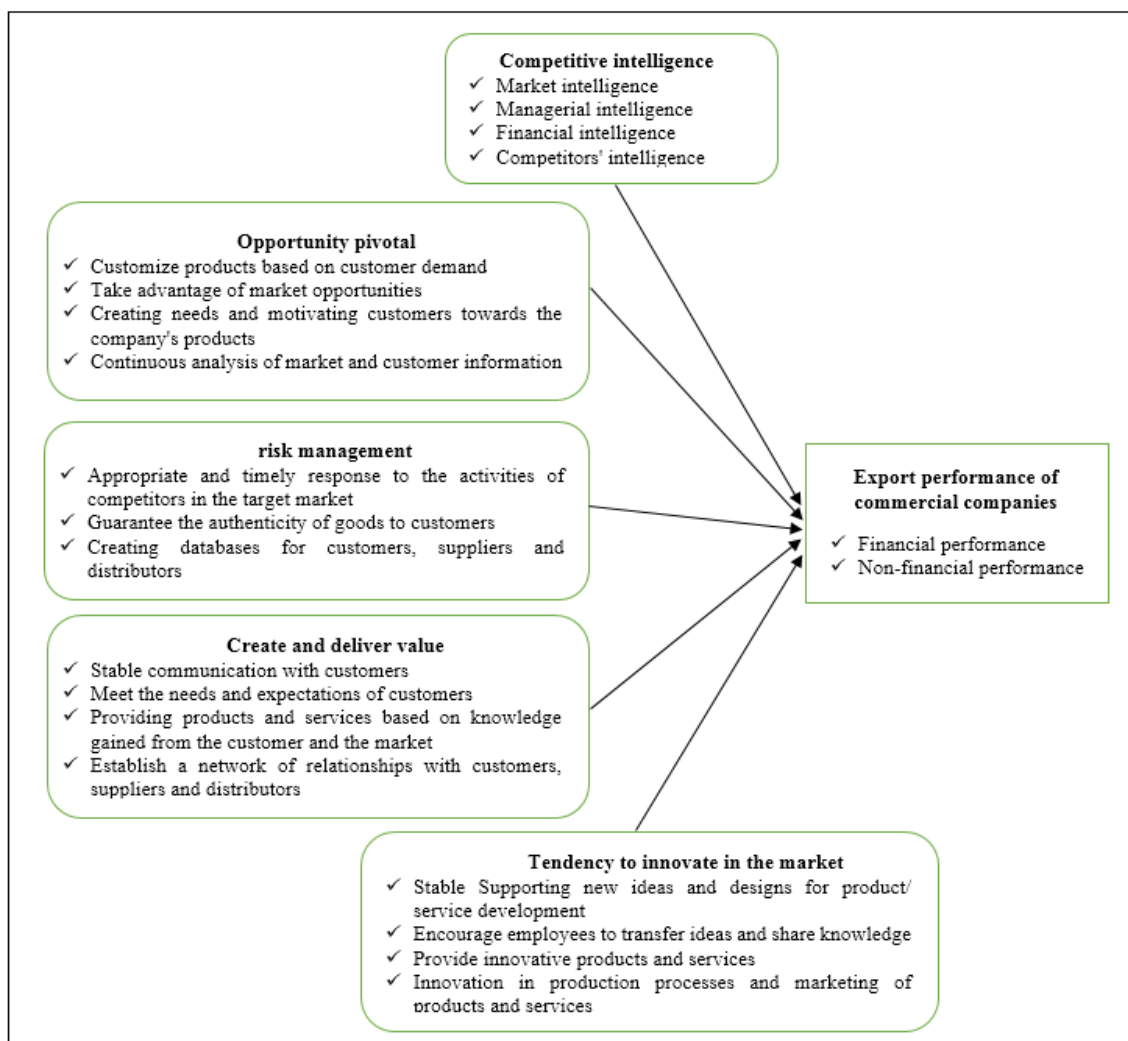 Competitive intelligence
✓ Market intelligence
✓ Managerial intelligence
✓ Financial intelligence
✓ Competitors' intelligence
Opportunity pivotal
✓ Customize products based on customer demand
✓ Take advantage of market opportunities
✓ Creating needs and motivating customers towards the
company's products
✓ Continuous analysis of market and customer information
risk management
✓ Appropriate and timely response to the activities of
competitors in the target market
✓ Guarantee the authenticity of goods to customers
✓ Creating databases for customers, suppliers and
distributors
Create and deliver value
✓ Stable communication with customers
✓ Meet the needs and expectations of customers
✓ Providing products and services based on knowledge
gained from the customer and the market
✓ Establish a network of relationships with customers,
suppliers and distributors
Tendency to innovate in the market
✓ Stable Supporting new ideas and designs for product/
service development
✓ Encourage employees to transfer ideas and share knowledge
✓ Provide innovative products and services
✓ Innovation in production processes and marketing of
products and services
Export performance of
commercial companies
✓ Financial performance
✓ Non-financial performance